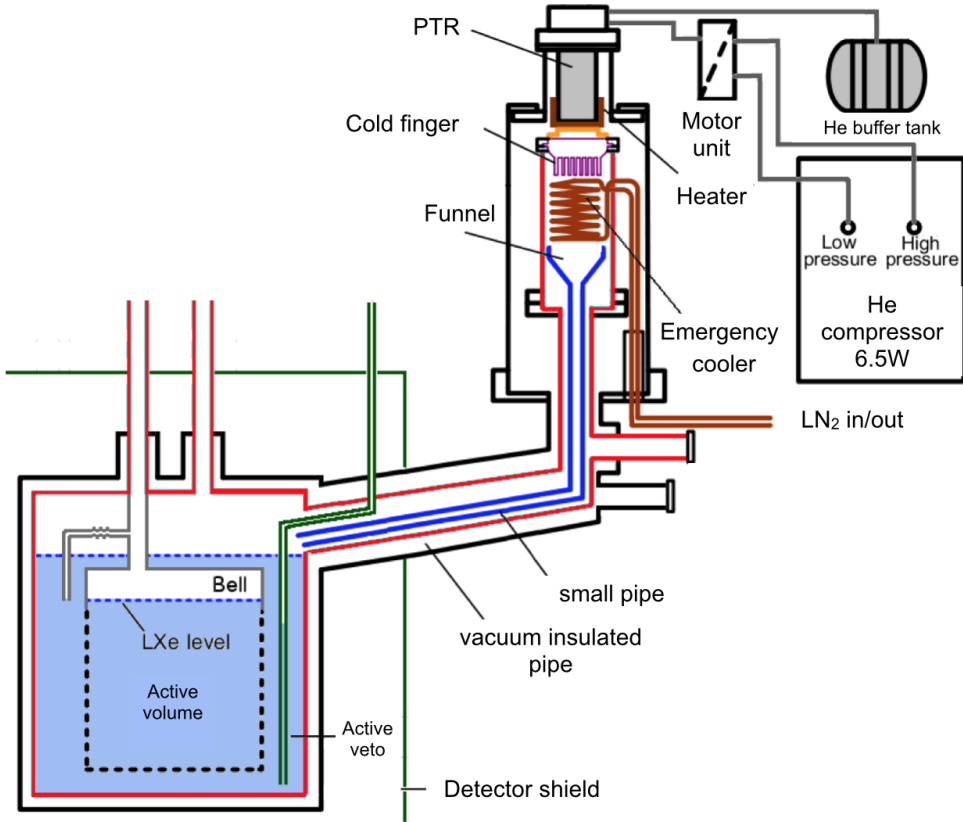 PTR
Cold finger
Funnel
Motor
unit
He buffer tank
Heater
Low
pressure
High
pressure
He
compressor
6.5W
Emergency
cooler
LN₂ in/out
Bell
LXe level
Active
volume
small pipe
vacuum insulated
pipe
Active
veto
Detector shield